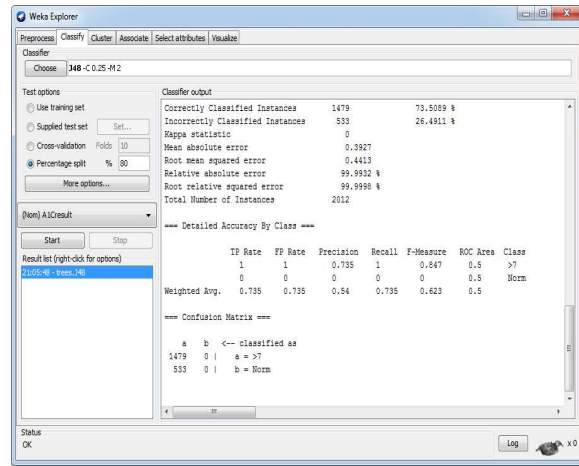 Weka Explorer
Preprocess Classify Cluster Associate Select attributes Visualize
Classifier
Choose J48 -C 0.25 -M 2
Test options
Use training set
Supplied test set Set...
Cross-validation Folds 10
Percentage split % 80
More options...
(Nom) A1Cresult
Start Stop
Result list (right-click for options)
21:05:48 - trees.J48
Classifier output
Correctly Classified Instances 1479 73.5089 %
Incorrectly Classified Instances 533 26.4911 %
Kappa statistic 0
Mean absolute error 0.3927
Root mean squared error 0.4413
Relative absolute error 99.9932 %
Root relative squared error 99.9998 %
Total Number of Instances 2012
=== Detailed Accuracy By Class ===
TP Rate FP Rate Precision Recall F-Measure ROC Area Class
1 1 0.735 1 0.847 0.5 >7
0 0 0 0 0 0.5 Norm
Weighted Avg. 0.735 0.735 0.54 0.735 0.623 0.5
=== Confusion Matrix ===
a b <-- classified as
1479 0 | a = >7
533 0 | b = Norm
Status
OK
Log x 0